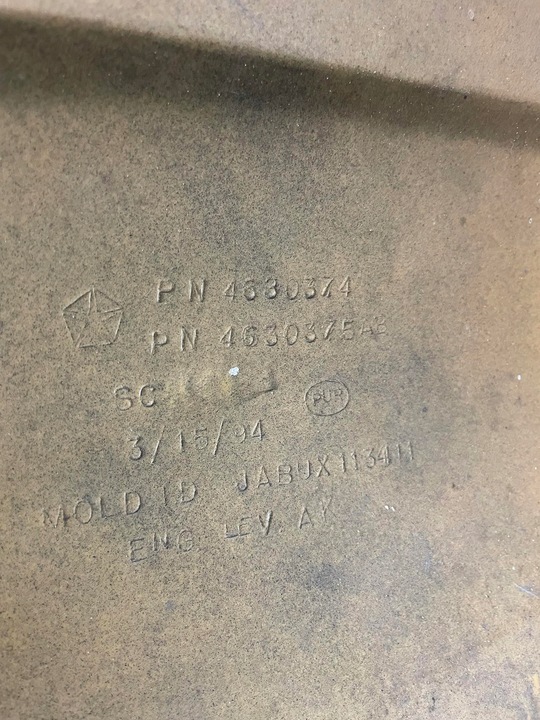 PN 4630374
PN 4630375AB
SC
PUR
3/15/94
MOLD ID JABUX113411
ENG LEV AK